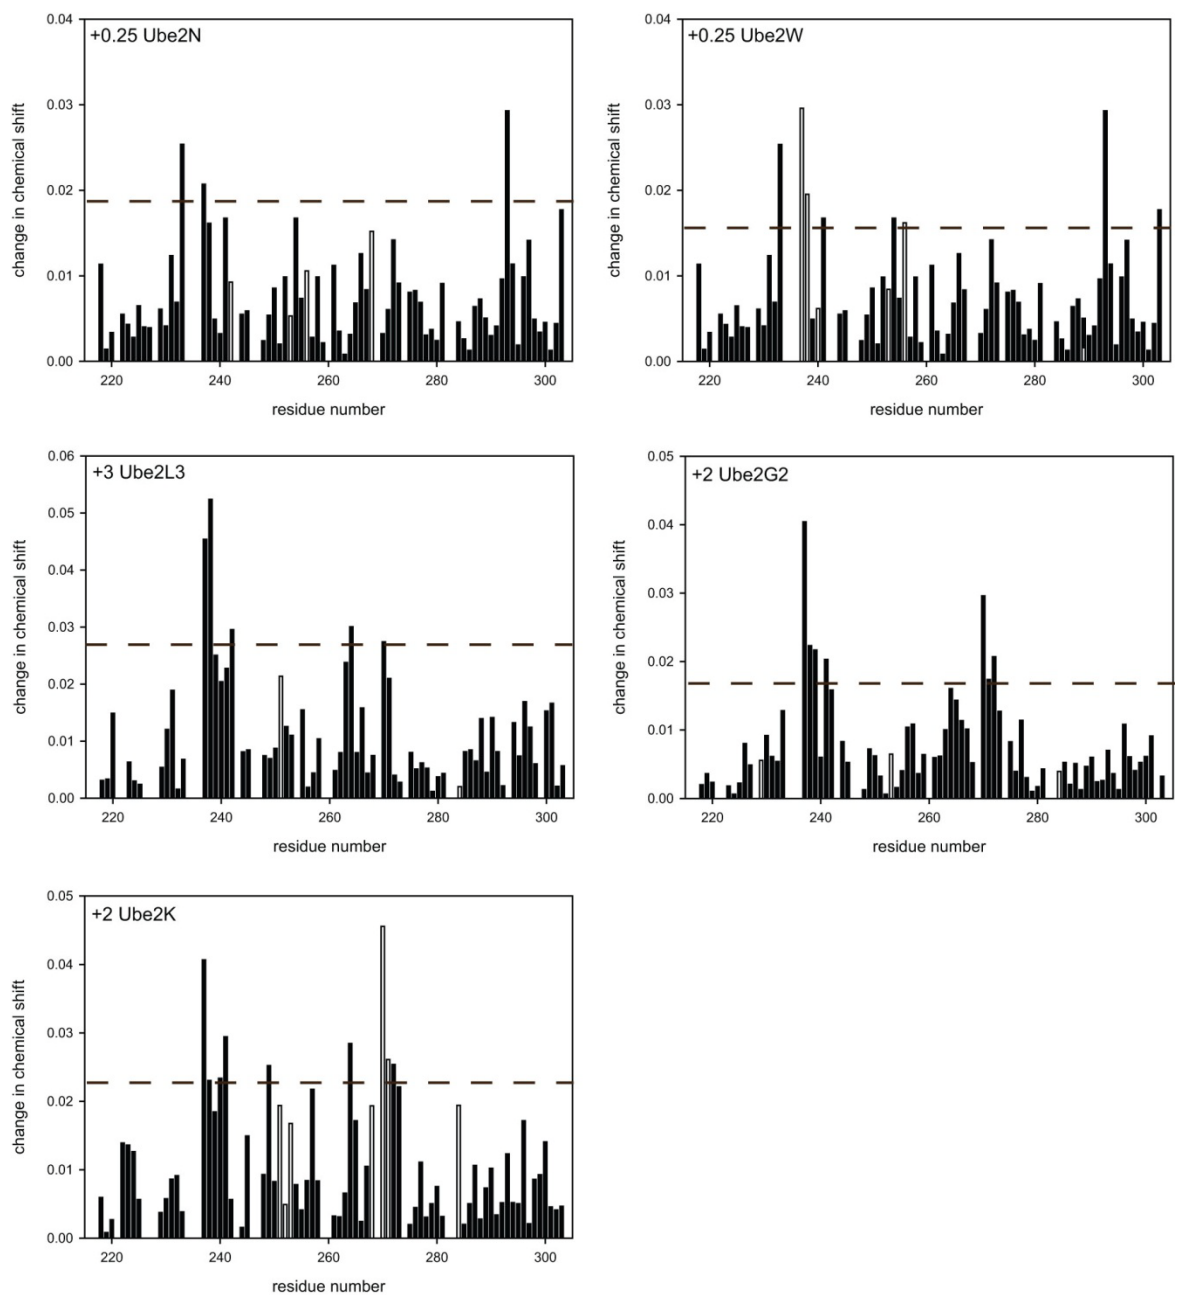 +0.25 Ube2N
0.04
0.03
0.02
0.01
0.00
change in chemical shift
220 240 260 280 300
residue number
+0.25 Ube2W
0.04
0.03
0.02
0.01
0.00
change in chemical shift
220 240 260 280 300
residue number
+3 Ube2L3
0.06
0.05
0.04
0.03
0.02
0.01
0.00
change in chemical shift
220 240 260 280 300
residue number
+2 Ube2G2
0.05
0.04
0.03
0.02
0.01
0.00
change in chemical shift
220 240 260 280 300
residue number
+2 Ube2K
0.05
0.04
0.03
0.02
0.01
0.00
change in chemical shift
220 240 260 280 300
residue number